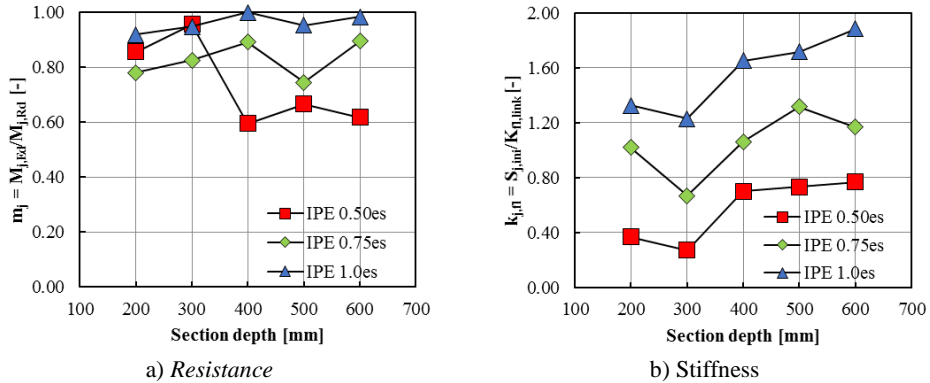 1.00
0.80
0.60
0.40
0.20
0.00
mj = Mj,Ed/Mj,Rd [-]
IPE 0.50es
IPE 0.75es
IPE 1.0es
100 200 300 400 500 600 700
Section depth [mm]
a) Resistance
2.00
1.60
1.20
0.80
0.40
0.00
kj,fl = Sj,ini/Kfl,link [-]
IPE 0.50es
IPE 0.75es
IPE 1.0es
100 200 300 400 500 600 700
Section depth [mm]
b) Stiffness